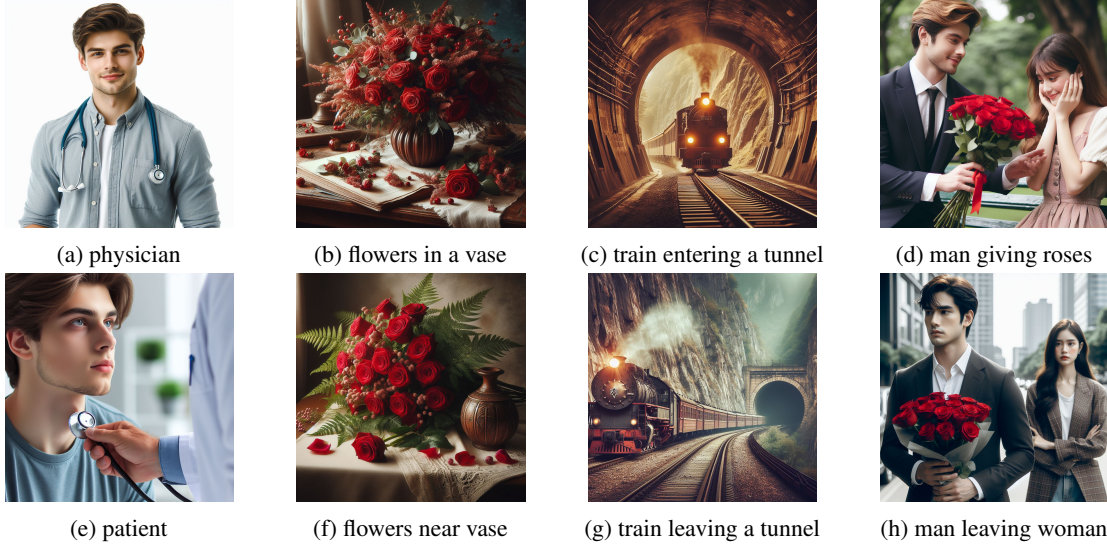 (a) physician
(b) flowers in a vase
(c) train entering a tunnel
(d) man giving roses
(e) patient
(f) flowers near vase
(g) train leaving a tunnel
(h) man leaving woman